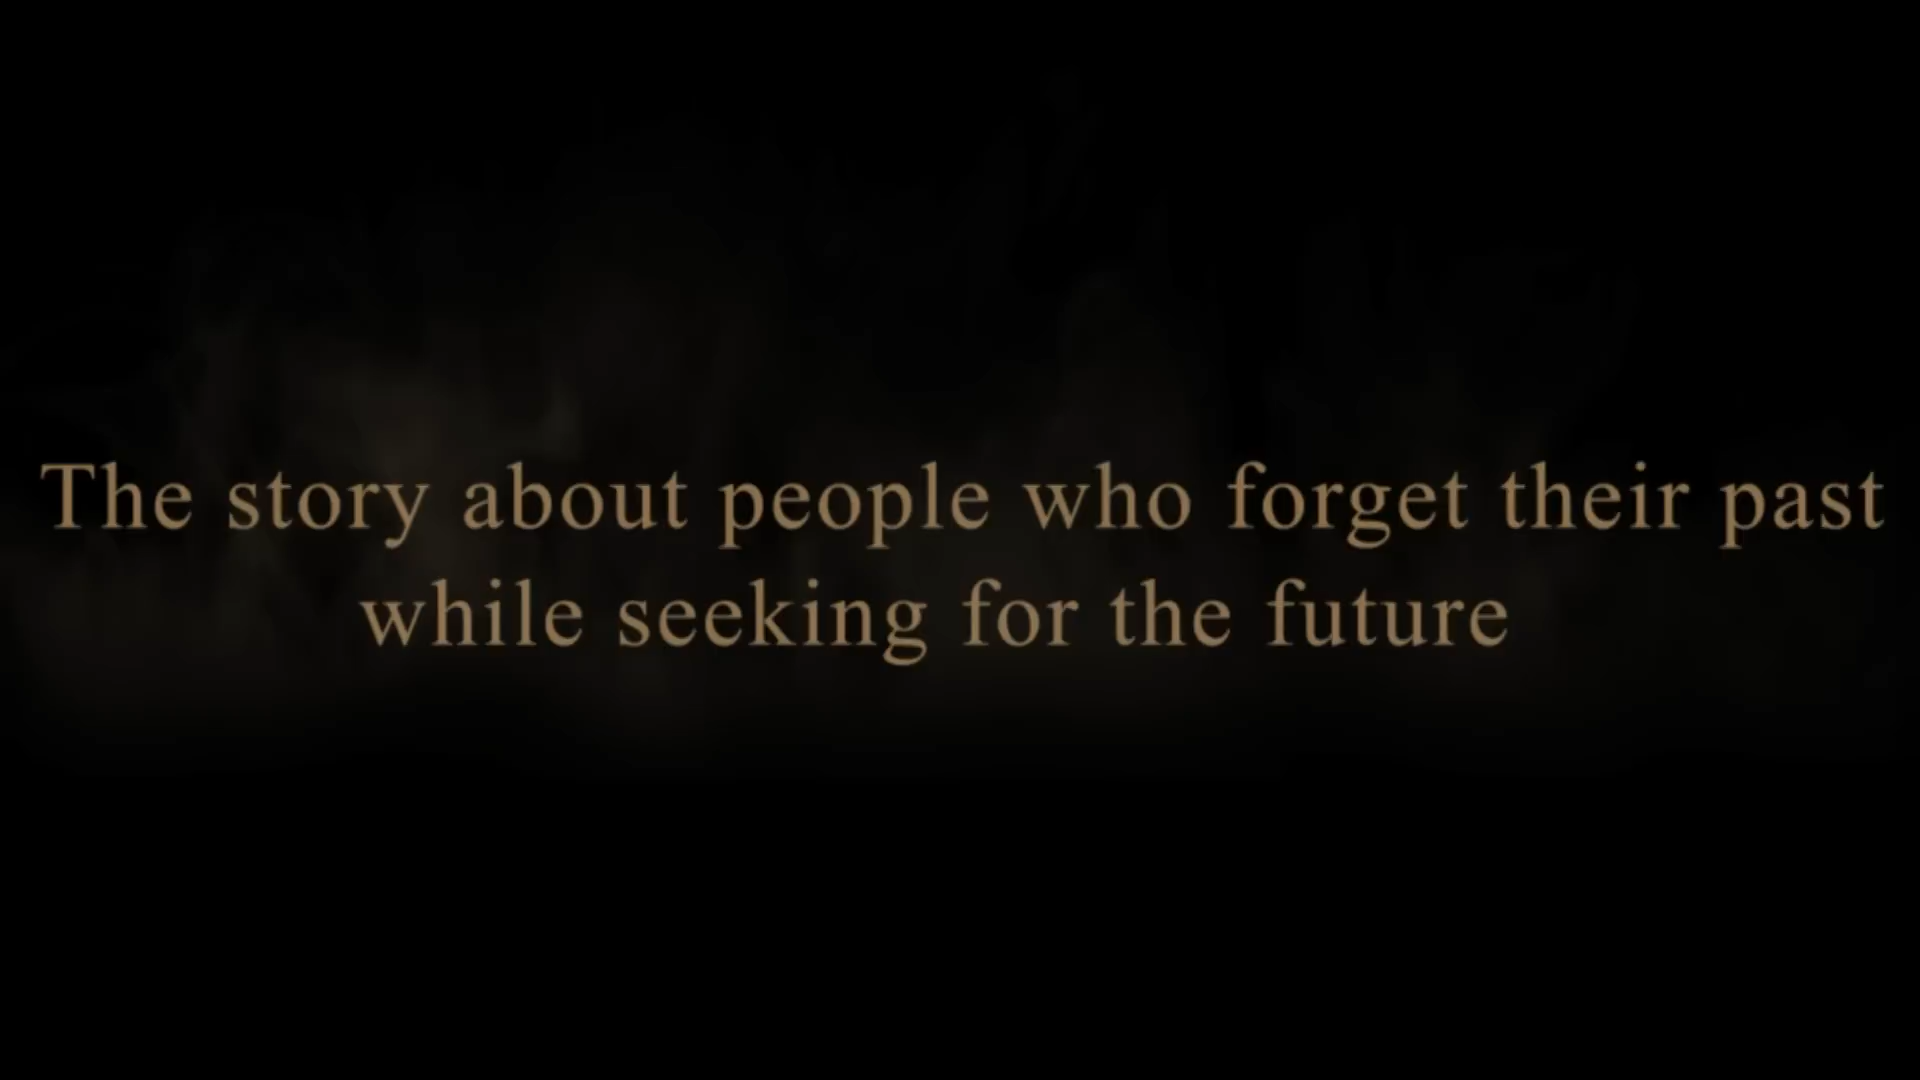 The story about people who forget their past
while seeking for the future